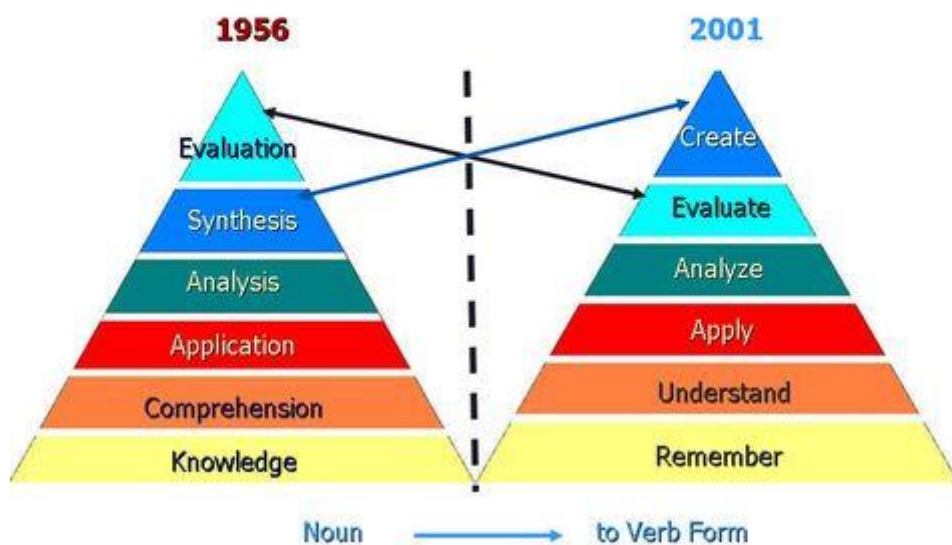 1956
2001
Evaluation
Synthesis
Analysis
Application
Comprehension
Knowledge
Create
Evaluate
Analyze
Apply
Understand
Remember
Noun to Verb Form